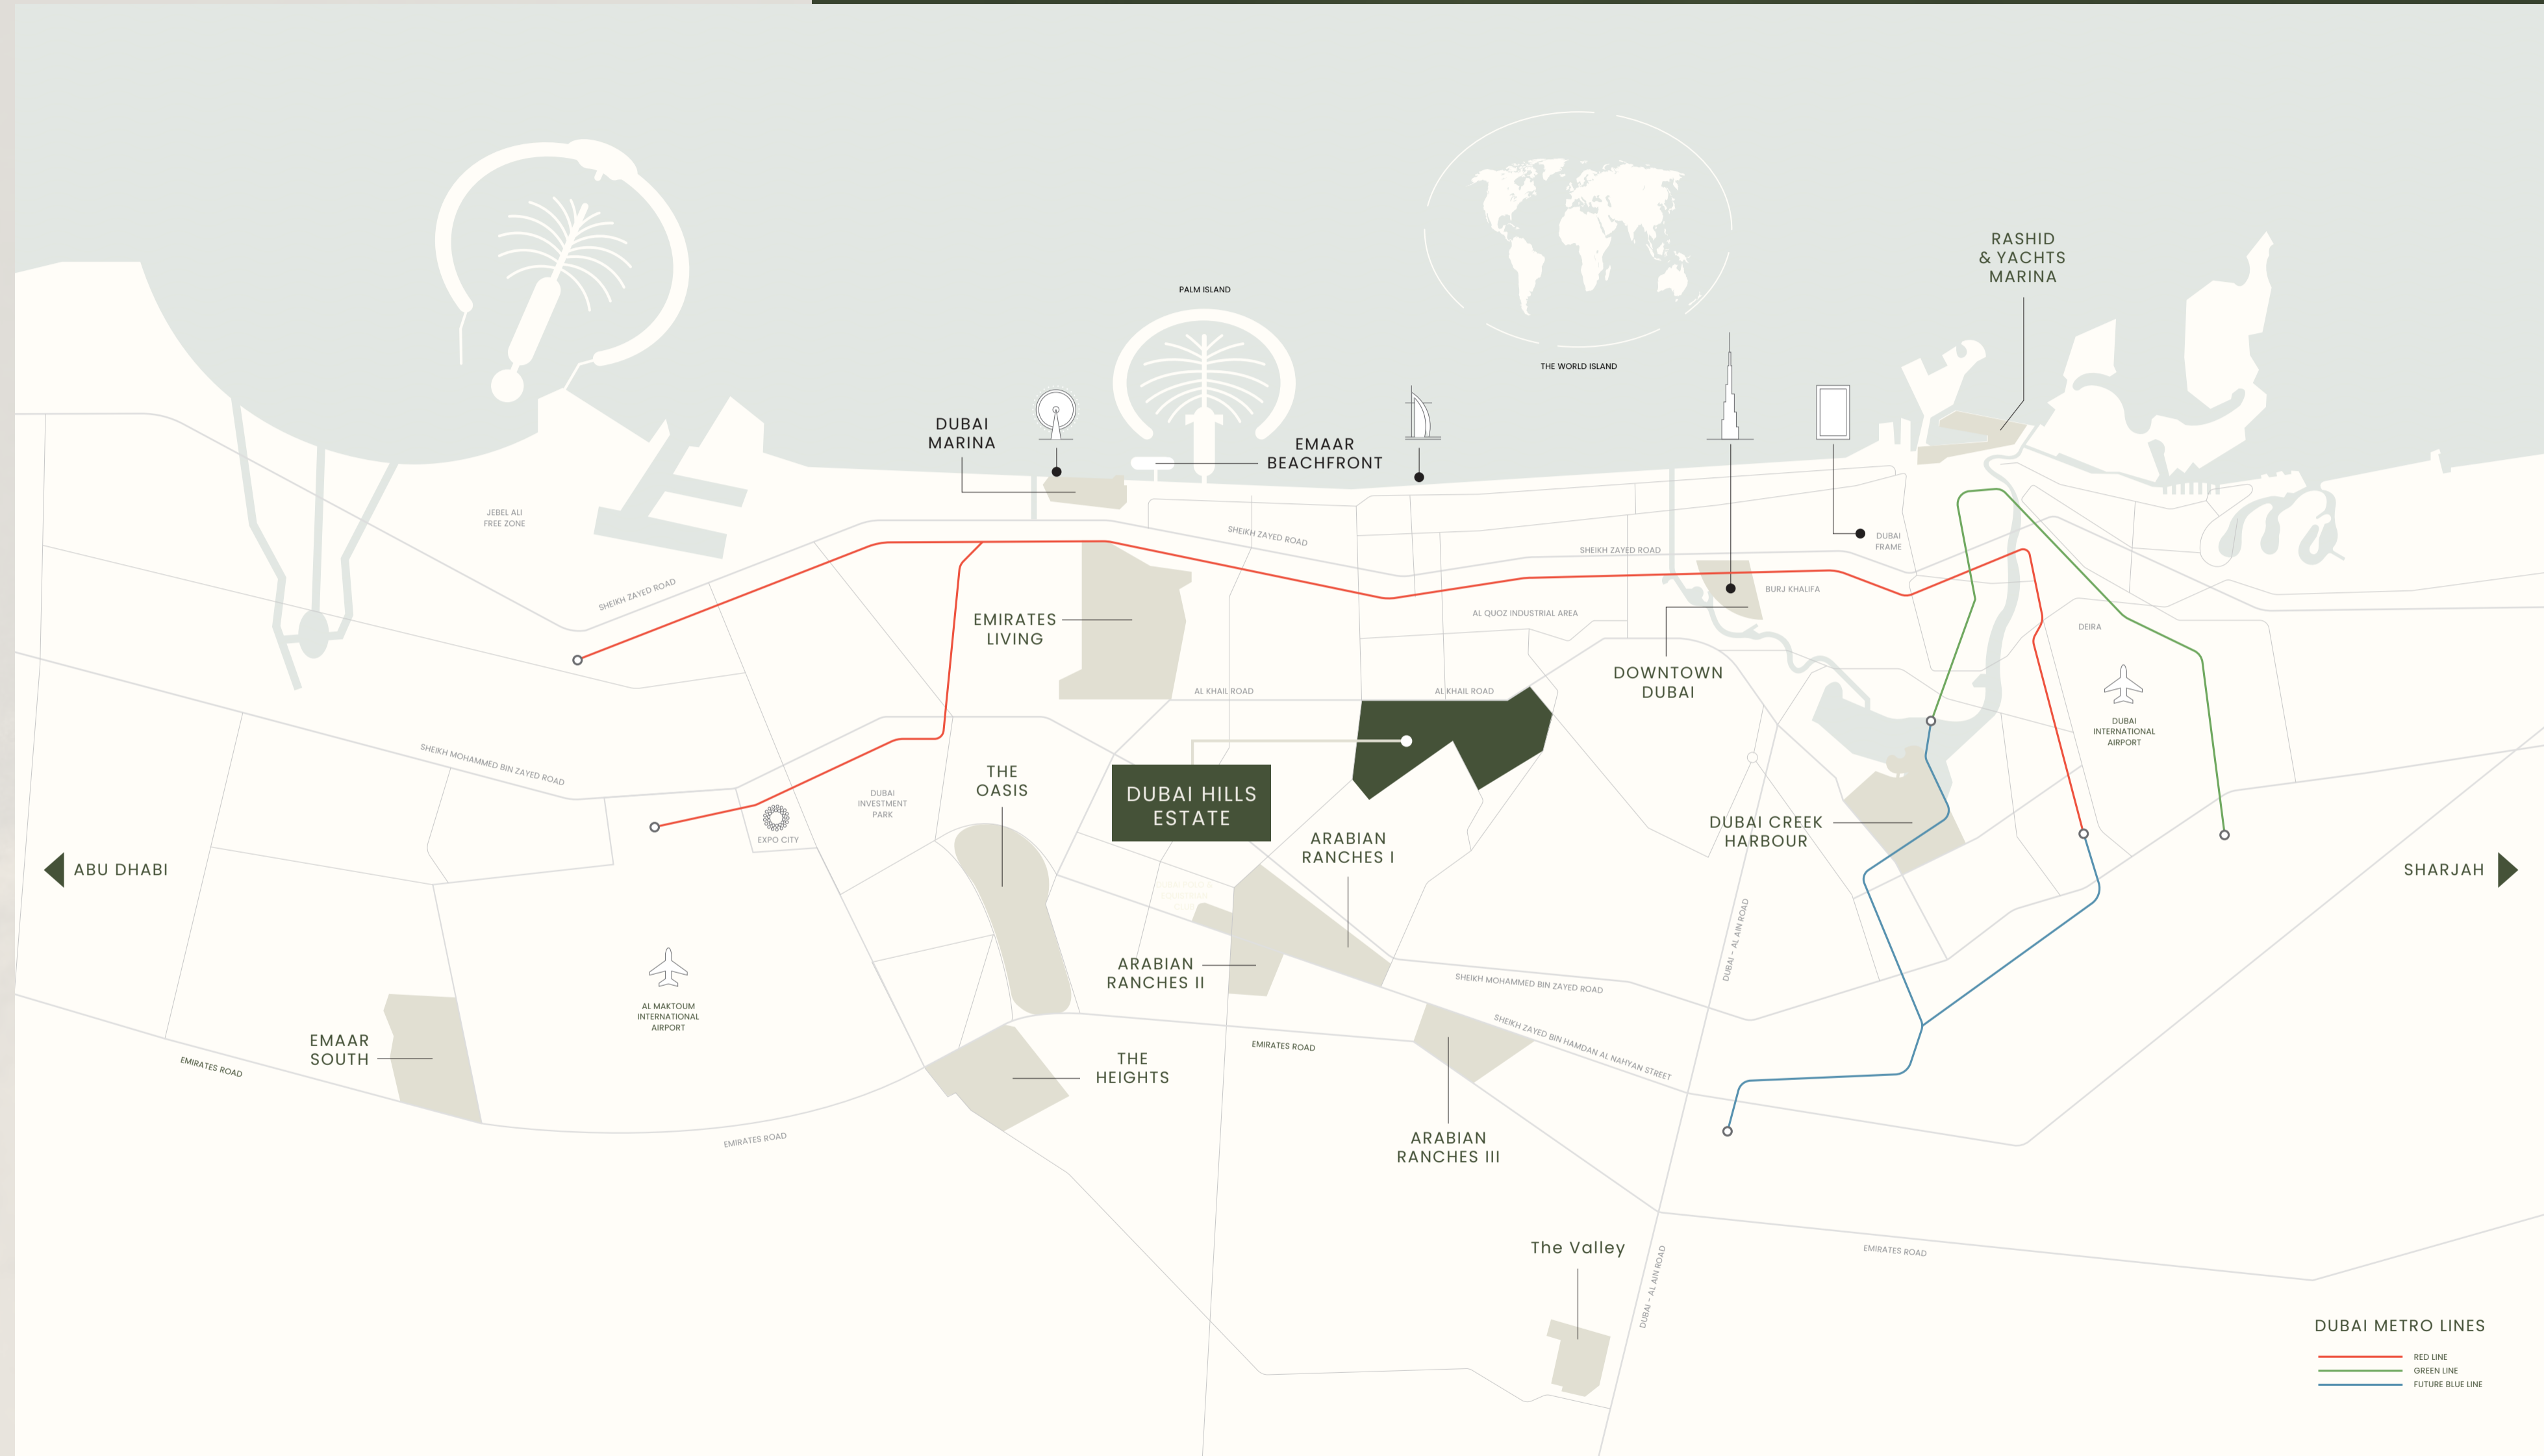 RASHID
& YACHTS
MARINA
PALM ISLAND
THE WORLD ISLAND
DUBAI
MARINA
EMAAR
BEACHFRONT
JEBEL ALI
FREE ZONE
SHEIKH ZAYED ROAD
SHEIKH ZAYED ROAD
SHEIKH ZAYED ROAD
DUBAI
FRAME
BURJ KHALIFA
AL QUOZ INDUSTRIAL AREA
EMIRATES
LIVING
DEIRA
DOWNTOWN
DUBAI
AL KHAIL ROAD
AL KHAIL ROAD
DUBAI
INTERNATIONAL
AIRPORT
SHEIKH MOHAMMED BIN ZAYED ROAD
THE
OASIS
DUBAI
INVESTMENT
PARK
DUBAI HILLS
ESTATE
EXPO CITY
ARABIAN
RANCHES I
DUBAI CREEK
HARBOUR
ABU DHABI
SHARJAH
DUBAI - AL AIN ROAD
ARABIAN
RANCHES II
SHEIKH MOHAMMED BIN ZAYED ROAD
AL MAKTOUM
INTERNATIONAL
AIRPORT
SHEIKH ZAYED BIN HAMDAN AL NAHYAN STREET
EMAAR
SOUTH
EMIRATES ROAD
EMIRATES ROAD
THE
HEIGHTS
EMIRATES ROAD
ARABIAN
RANCHES III
The Valley
EMIRATES ROAD
DUBAI - AL AIN ROAD
DUBAI METRO LINES
RED LINE
GREEN LINE
FUTURE BLUE LINE